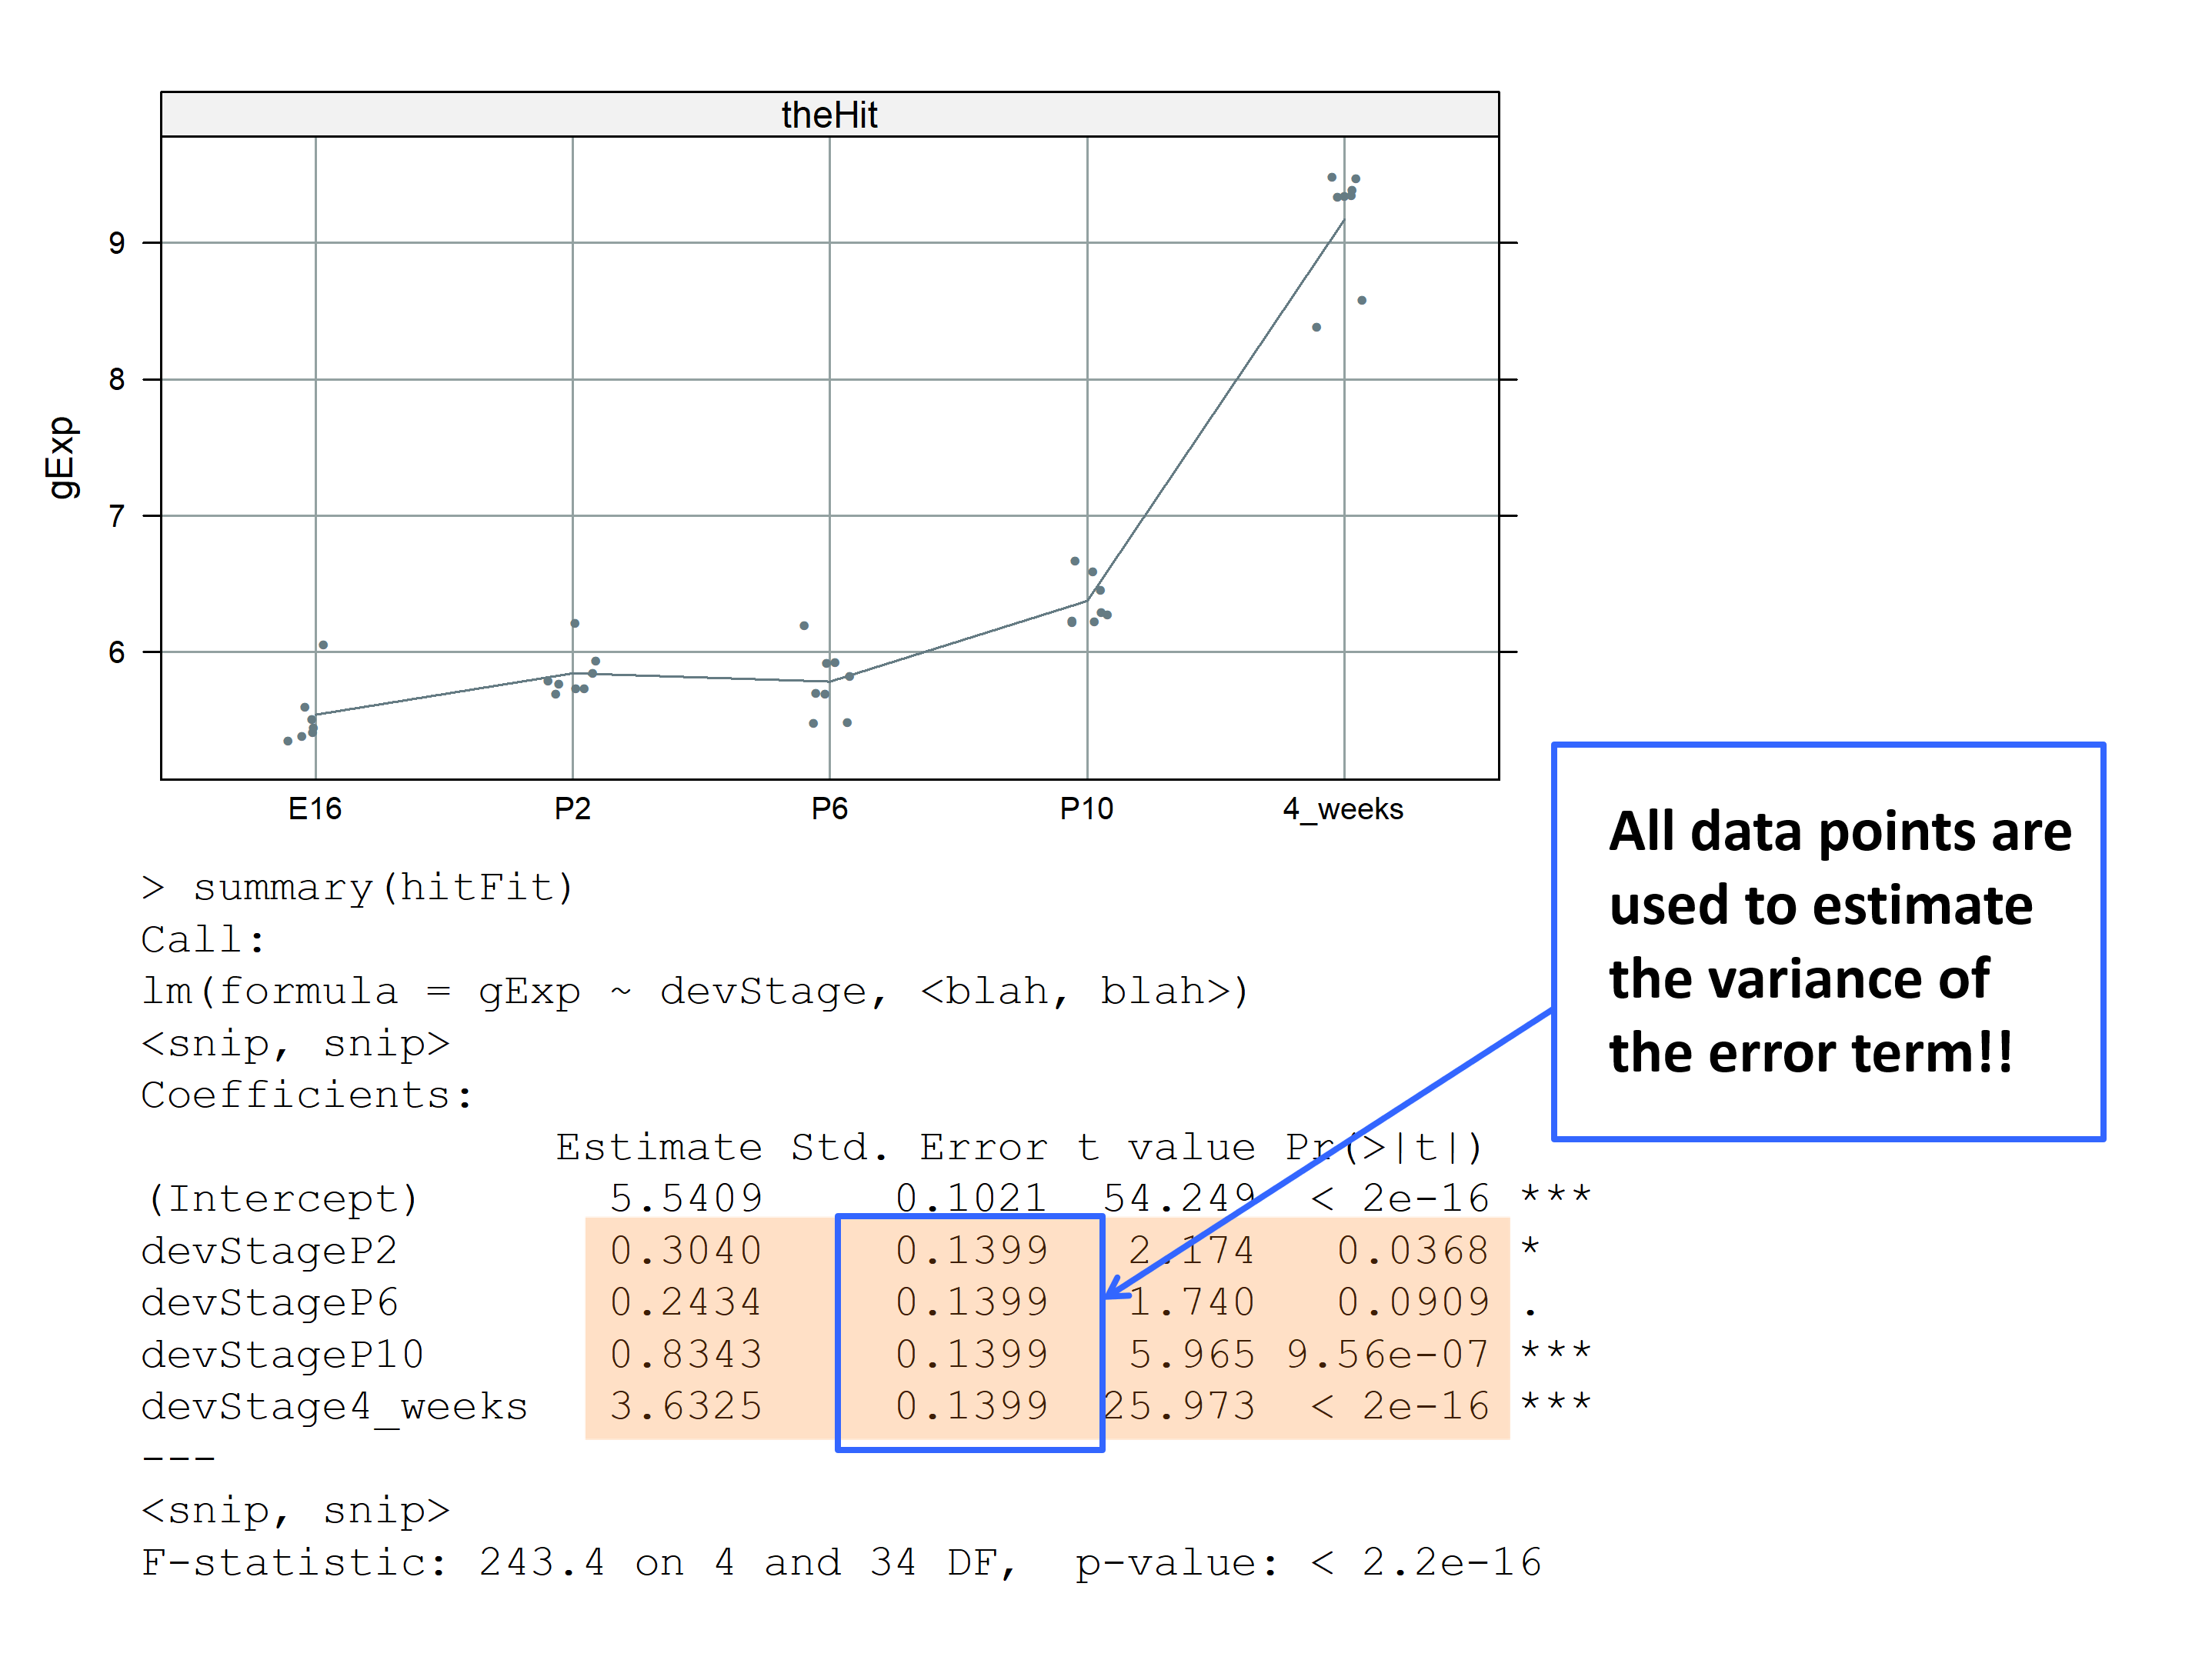 theHit
gExp
9
8
7
6
E16 P2 P6 P10 4_weeks
All data points are
used to estimate
the variance of
the error term!!
> summary(hitFit)
Call:
lm(formula = gExp ~ devStage, <blah, blah>)
<snip, snip>
Coefficients:
Estimate Std. Error t value Pr(>|t|)
(Intercept) 5.5409 0.1021 54.249 < 2e-16 ***
devStageP2 0.3040 0.1399 2.174 0.0368 *
devStageP6 0.2434 0.1399 1.740 0.0909 .
devStageP10 0.8343 0.1399 5.965 9.56e-07 ***
devStage4_weeks 3.6325 0.1399 25.973 < 2e-16 ***
---
<snip, snip>
F-statistic: 243.4 on 4 and 34 DF, p-value: < 2.2e-16